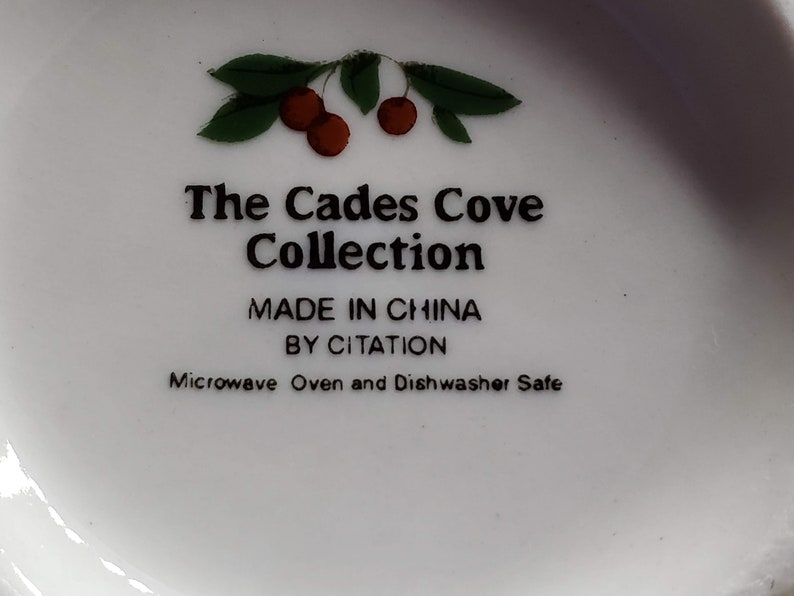 The Cades Cove
Collection
MADE IN CHINA
BY CITATION
Microwave Oven and Dishwasher Safe